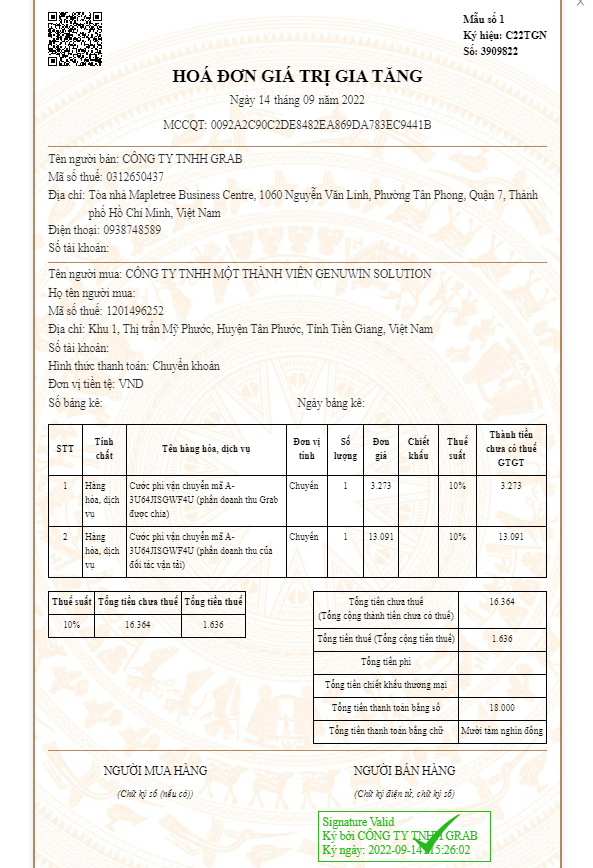 X
Mẫu số 1
Ký hiệu: C22TGN
Số: 3909822
HOÁ ĐƠN GIÁ TRỊ GIA TĂNG
Ngày 14 tháng 09 năm 2022
MCCQT: 0092A2C90C2DE8482EA869DA783EC9441B
Tên người bán: CÔNG TY TNHH GRAB
Mã số thuế: 0312650437
Địa chỉ: Tòa nhà Mapletree Business Centre, 1060 Nguyễn Văn Linh, Phường Tân Phong, Quận 7, Thành
phố Hồ Chí Minh, Việt Nam
Điện thoại: 0938748589
Số tài khoản:
Tên người mua: CÔNG TY TNHH MỘT THÀNH VIÊN GENUWIN SOLUTION
Họ tên người mua:
Mã số thuế: 1201496252
Địa chỉ: Khu 1, Thị trấn Mỹ Phước, Huyện Tân Phước, Tỉnh Tiền Giang, Việt Nam
Số tài khoản:
Hình thức thanh toán: Chuyển khoản
Đơn vị tiền tệ: VND
Số bảng kê: Ngày bảng kê:
STT Tính chất Tên hàng hóa, dịch vụ Đơn vị tính Số lượng Đơn giá Chiết khấu Thuế suất Thành tiền chưa có thuế GTGT
1 Hàng Cước phí vận chuyển mã A- Chuyến 1 3.273 10% 3.273
hóa, dịch 3U64JISGWF4U (phần doanh thu Grab
vụ được chia)
2 Hàng Cước phí vận chuyển mã A- Chuyến 1 13.091 10% 13.091
hóa, dịch 3U64JISGWF4U (phần doanh thu của
vụ đối tác vận tải)
Thuế suất Tổng tiền chưa thuế Tổng tiền thuế
10% 16.364 1.636
Tổng tiền chưa thuế 16.364
(Tổng cộng thành tiền chưa có thuế)
Tổng tiền thuế (Tổng cộng tiền thuế) 1.636
Tổng tiền phí
Tổng tiền chiết khấu thương mại
Tổng tiền thanh toán bằng số 18.000
Tổng tiền thanh toán bằng chữ Mười tám nghìn đồng
NGƯỜI MUA HÀNG NGƯỜI BÁN HÀNG
(Chữ ký số (nếu có)) (Chữ ký điện tử, chữ ký số)
Signature Valid
Ký bởi CÔNG TY TNHH GRAB
Ký ngày: 2022-09-14T15:26:02